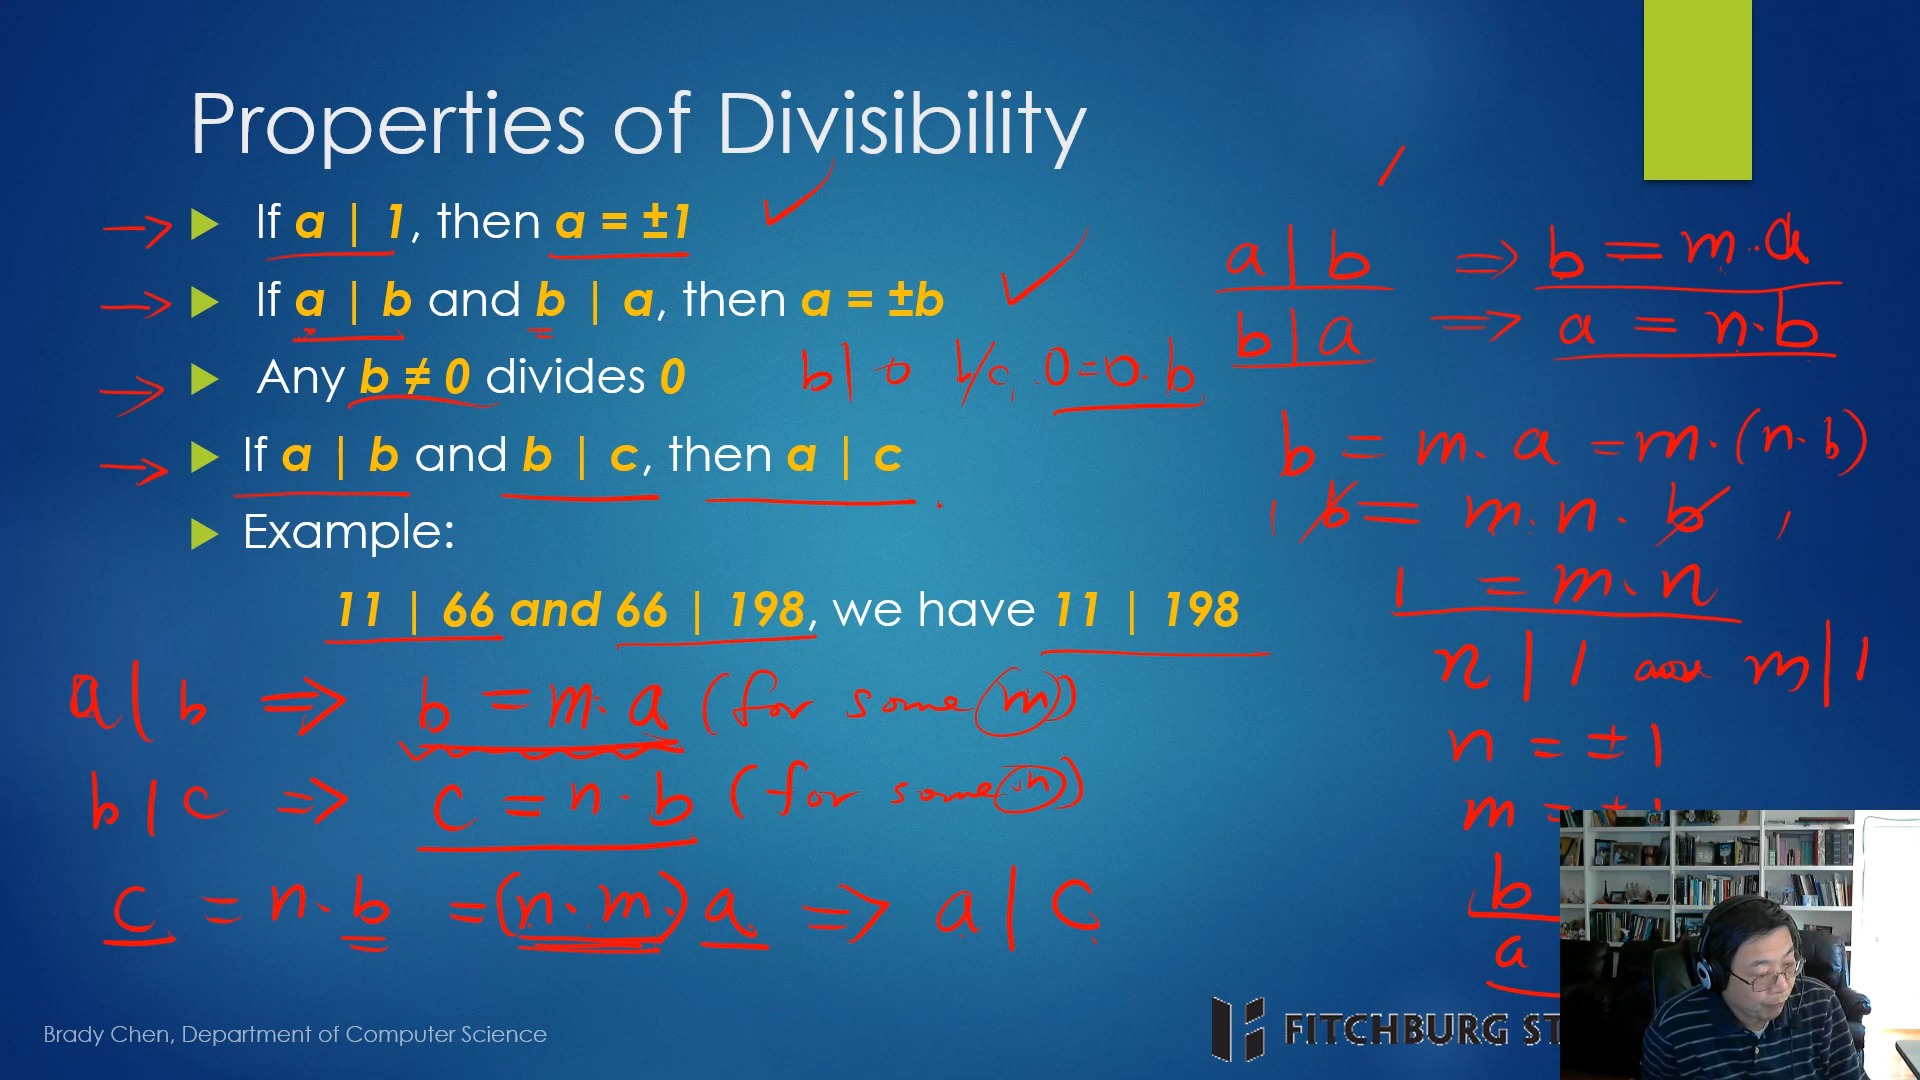 Properties of Divisibility
If a | 1, then a = ±1
If a | b and b | a, then a = ±b
Any b ≠ 0 divides 0
If a | b and b | c, then a | c
Example:
11 | 66 and 66 | 198, we have 11 | 198
b | 0 b/c, 0 = 0 · b
a | b ⇒ b = m · a (for some m)
b | c ⇒ c = n · b (for some n)
c = n · b = (n · m ·) a ⇒ a | c
a | b ⇒ b = m · a
b | a ⇒ a = n · b
b = m · a = m · (n · b)
b = m · n · b
1 = m · n
n | 1 m | 1
n = ±1
m = ±1
b
a
Brady Chen, Department of Computer Science
FITCHBURG ST